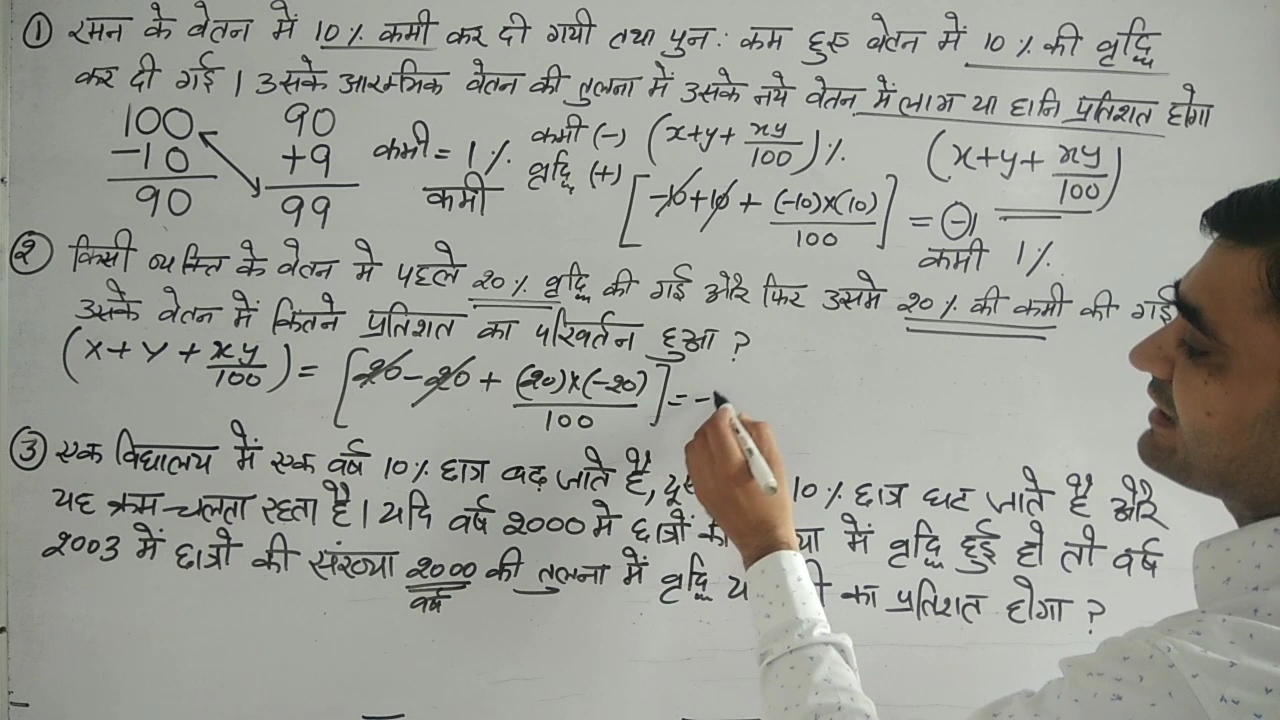 ① रमन के वेतन में 10% कमी कर दी गयी तथा पुन: कम हुए वेतन में 10% की वृद्धि
कर दी गई। उसके आरम्भिक वेतन की तुलना में उसके नये वेतन में लाभ या हानि प्रतिशत होगा
100 90 कमी = 1% कमी (-) (x+y+ xy/100)% (x+y+ xy/100)
-10 +9 कमी वृद्धि (+) [-10+10+ (-10)×(10)/100] = (-)1
90 99 कमी 1%
② किसी व्यक्ति के वेतन मे पहले 20% वृद्धि की गई और फिर उसमे 20% की कमी की गई
उसके वेतन में कितने प्रतिशत का परिवर्तन हुआ ?
(x+y+ xy/100) = [20-20+ (20)×(-20)/100] = -
③ एक विद्यालय में एक वर्ष 10% छात्र बढ़ जाते है, 10% छात्र घट जाते है और
यह क्रम चलता रहता है। यदि वर्ष 2000 मे छात्रों में वृद्धि हुई हो तो वर्ष
2003 में छात्रो की संख्या 2000 की तुलना में वृद्धि का प्रतिशत होगा ?
वर्ष